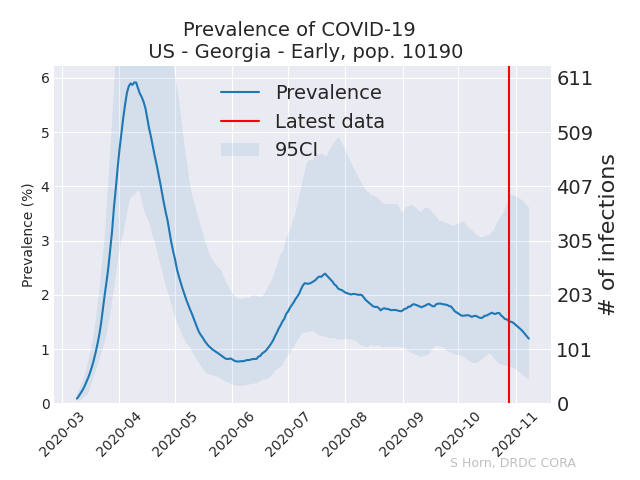 Prevalence of COVID-19
US - Georgia - Early, pop. 10190
Prevalence
Latest data
95CI
Prevalence (%)
6
5
4
3
2
1
0
611
509
407
305
203
101
0
# of infections
2020-03
2020-04
2020-05
2020-06
2020-07
2020-08
2020-09
2020-10
2020-11
S Horn, DRDC CORA